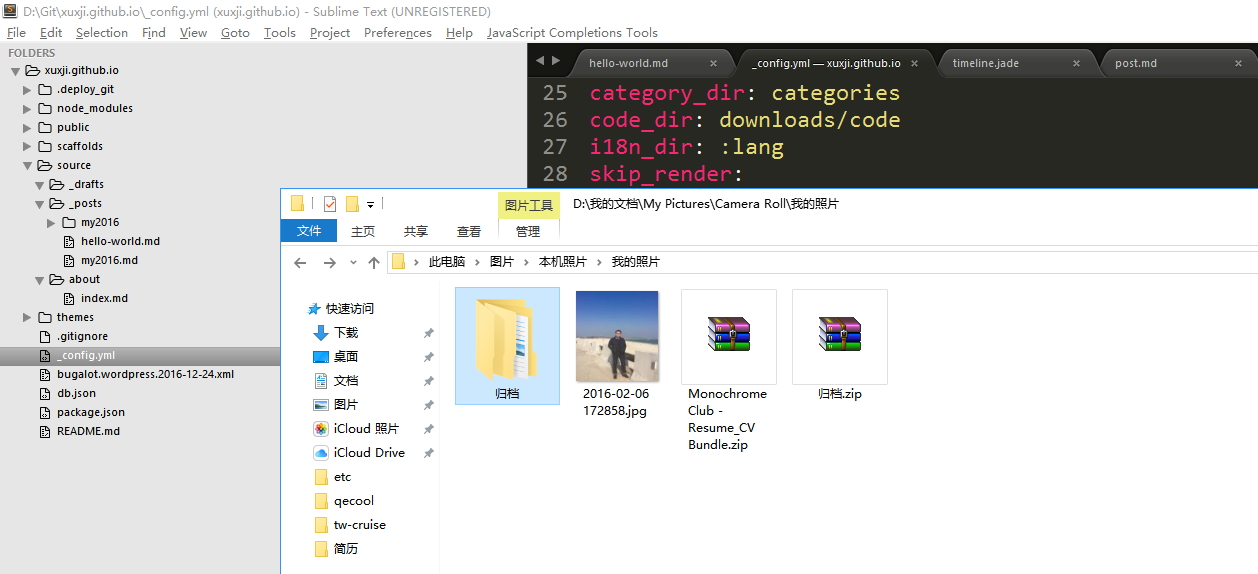 D:\Git\xuxji.github.io\_config.yml (xuxji.github.io) - Sublime Text (UNREGISTERED)
File Edit Selection Find View Goto Tools Project Preferences Help JavaScript Completions Tools
FOLDERS
xuxji.github.io
.deploy_git
node_modules
public
scaffolds
source
_drafts
_posts
my2016
hello-world.md
my2016.md
about
index.md
themes
.gitignore
_config.yml
bugalot.wordpress.2016-12-24.xml
db.json
package.json
README.md
hello-world.md × _config.yml — xuxji.github.io × timeline.jade × post.md ×
25 category_dir: categories
26 code_dir: downloads/code
27 i18n_dir: :lang
28 skip_render:
图片工具 D:\我的文档\My Pictures\Camera Roll\我的照片
文件 主页 共享 查看 管理
此电脑 › 图片 › 本机照片 › 我的照片
快速访问
下载
桌面
文档
图片
iCloud 照片
iCloud Drive
etc
qecool
tw-cruise
简历
归档
2016-02-06
172858.jpg
Monochrome
Club -
Resume_CV
Bundle.zip
归档.zip